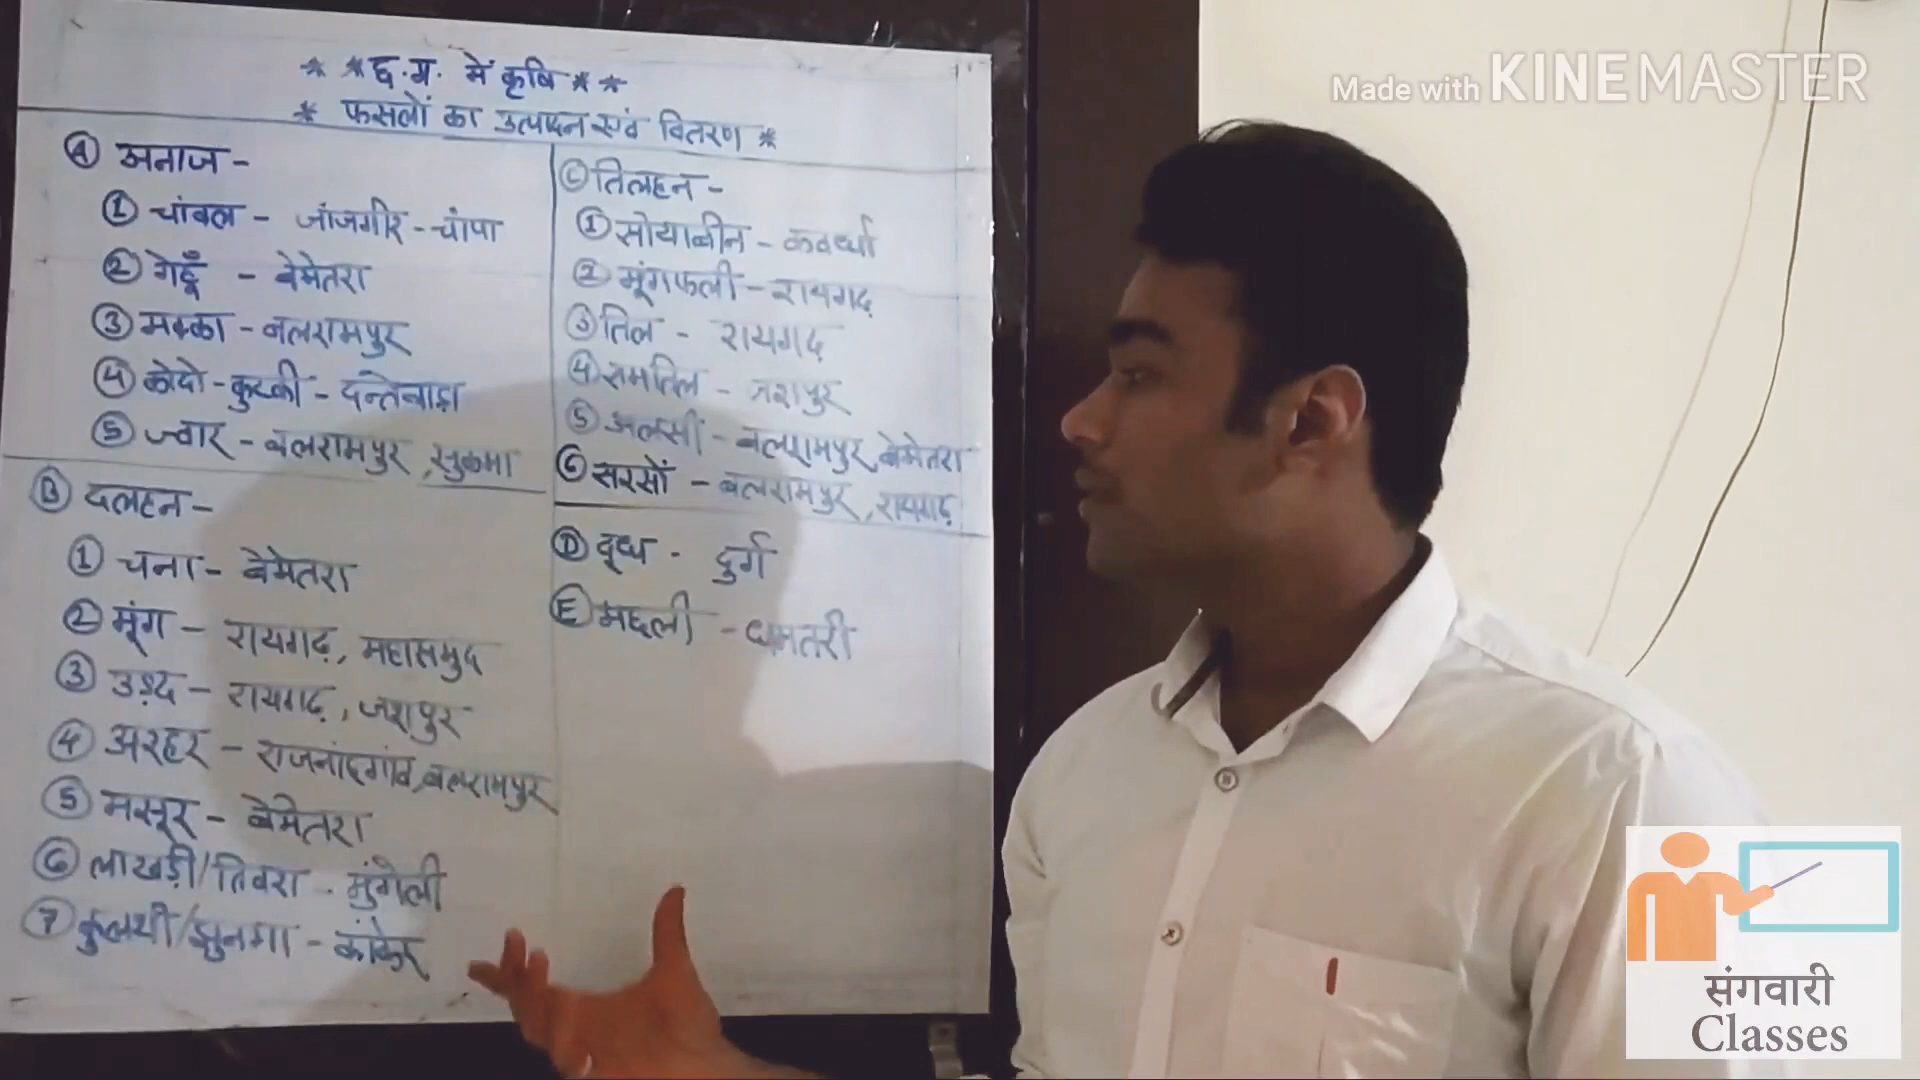 ** छ.ग. में कृषि **
* फसलों का उत्पादन एवं वितरण *
(A) अनाज -
(1) चांवल - जांजगीर - चांपा
(2) गेहूँ - बेमेतरा
(3) मक्का - बलरामपुर
(4) कोदो - कुटकी - दन्तेवाड़ा
(5) ज्वार - बलरामपुर, सुकमा
(B) दलहन -
(1) चना - बेमेतरा
(2) मूंग - रायगढ़, महासमुंद
(3) उड़द - रायगढ़, जशपुर
(4) अरहर - राजनांदगांव, बलरामपुर
(5) मसूर - बेमेतरा
(6) लाखड़ी/तिवरा - मुंगेली
(7) कुलथी/झुनगा - कांकेर
(C) तिलहन -
(1) सोयाबीन - कवर्धा
(2) मूंगफली - रायगढ़
(3) तिल - रायगढ़
(4) रामतिल - जशपुर
(5) अलसी - बलरामपुर, बेमेतरा
(6) सरसों - बलरामपुर, रायगढ़
(D) दूध - दुर्ग
(E) मछली - धमतरी
Made with KINEMASTER
संगवारी
Classes